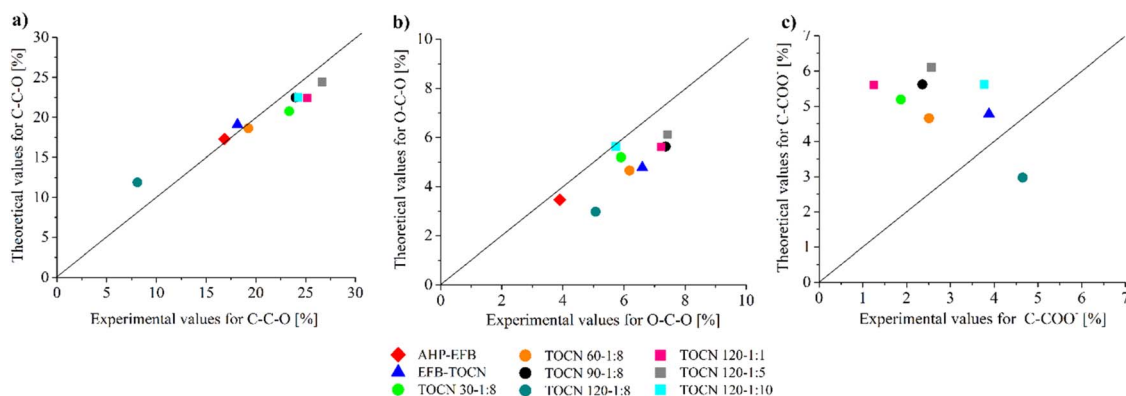 a)
Theoretical values for C-C-O [%]
30
25
20
15
10
5
0
0 5 10 15 20 25 30
Experimental values for C-C-O [%]
b)
Theoretical values for O-C-O [%]
10
8
6
4
2
0
0 2 4 6 8 10
Experimental values for O-C-O [%]
c)
Theoretical values for C-COO⁻ [%]
7
6
5
4
3
2
1
0
0 1 2 3 4 5 6 7
Experimental values for C-COO⁻ [%]
AHP-EFB TOCN 60-1:8 TOCN 120-1:1
EFB-TOCN TOCN 90-1:8 TOCN 120-1:5
TOCN 30-1:8 TOCN 120-1:8 TOCN 120-1:10